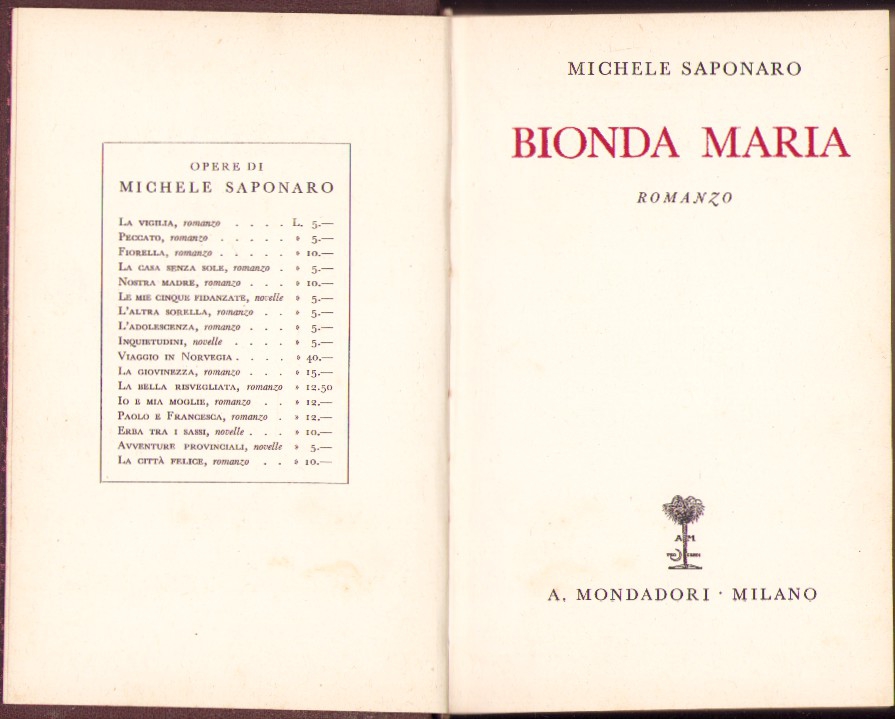 OPERE DI
MICHELE SAPONARO
LA VIGILIA, romanzo . . . . L. 5.—
PECCATO, romanzo . . . . . » 5.—
FIORELLA, romanzo . . . . . » 10.—
LA CASA SENZA SOLE, romanzo . » 5.—
NOSTRA MADRE, romanzo . . . » 10.—
LE MIE CINQUE FIDANZATE, novelle » 5.—
L'ALTRA SORELLA, romanzo . . » 5.—
L'ADOLESCENZA, romanzo . . . » 5.—
INQUIETUDINI, novelle . . . . » 5.—
VIAGGIO IN NORVEGIA . . . . » 40.—
LA GIOVINEZZA, romanzo . . . » 15.—
LA BELLA RISVEGLIATA, romanzo » 12.50
IO E MIA MOGLIE, romanzo . . » 12.—
PAOLO E FRANCESCA, romanzo . » 12.—
ERBA TRA I SASSI, novelle . . . » 10.—
AVVENTURE PROVINCIALI, novelle » 5.—
LA CITTÀ FELICE, romanzo . . » 10.—
MICHELE SAPONARO
BIONDA MARIA
ROMANZO
A M
A. MONDADORI · MILANO